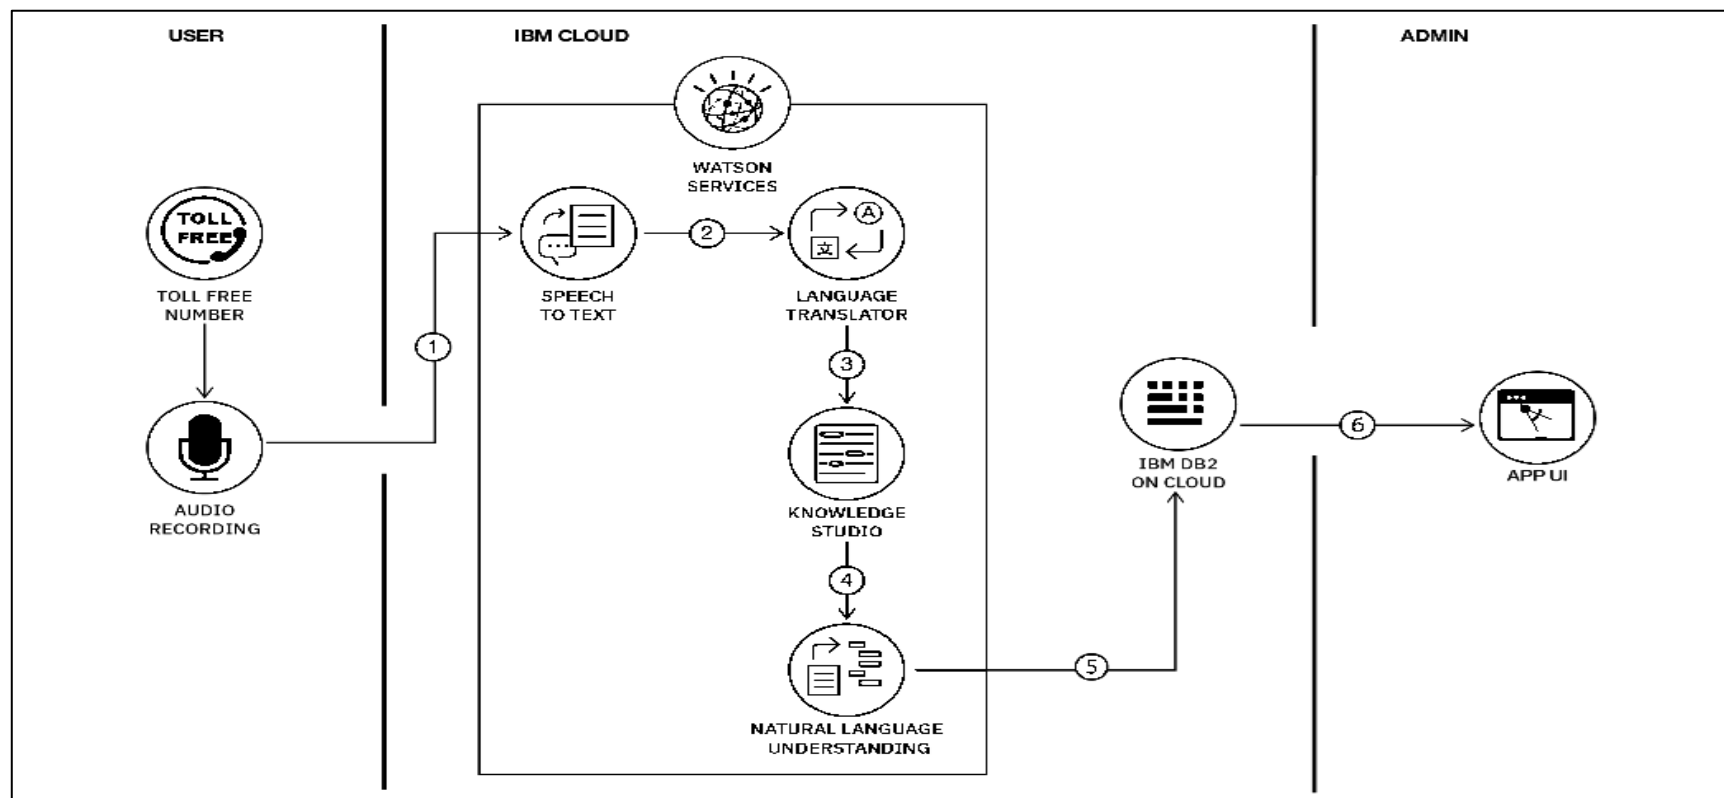 USER
IBM CLOUD
ADMIN
WATSON
SERVICES
TOLL
FREE
TOLL FREE
NUMBER
1
AUDIO
RECORDING
SPEECH
TO TEXT
2
A
文
LANGUAGE
TRANSLATOR
3
KNOWLEDGE
STUDIO
4
NATURAL LANGUAGE
UNDERSTANDING
5
IBM DB2
ON CLOUD
6
APP UI